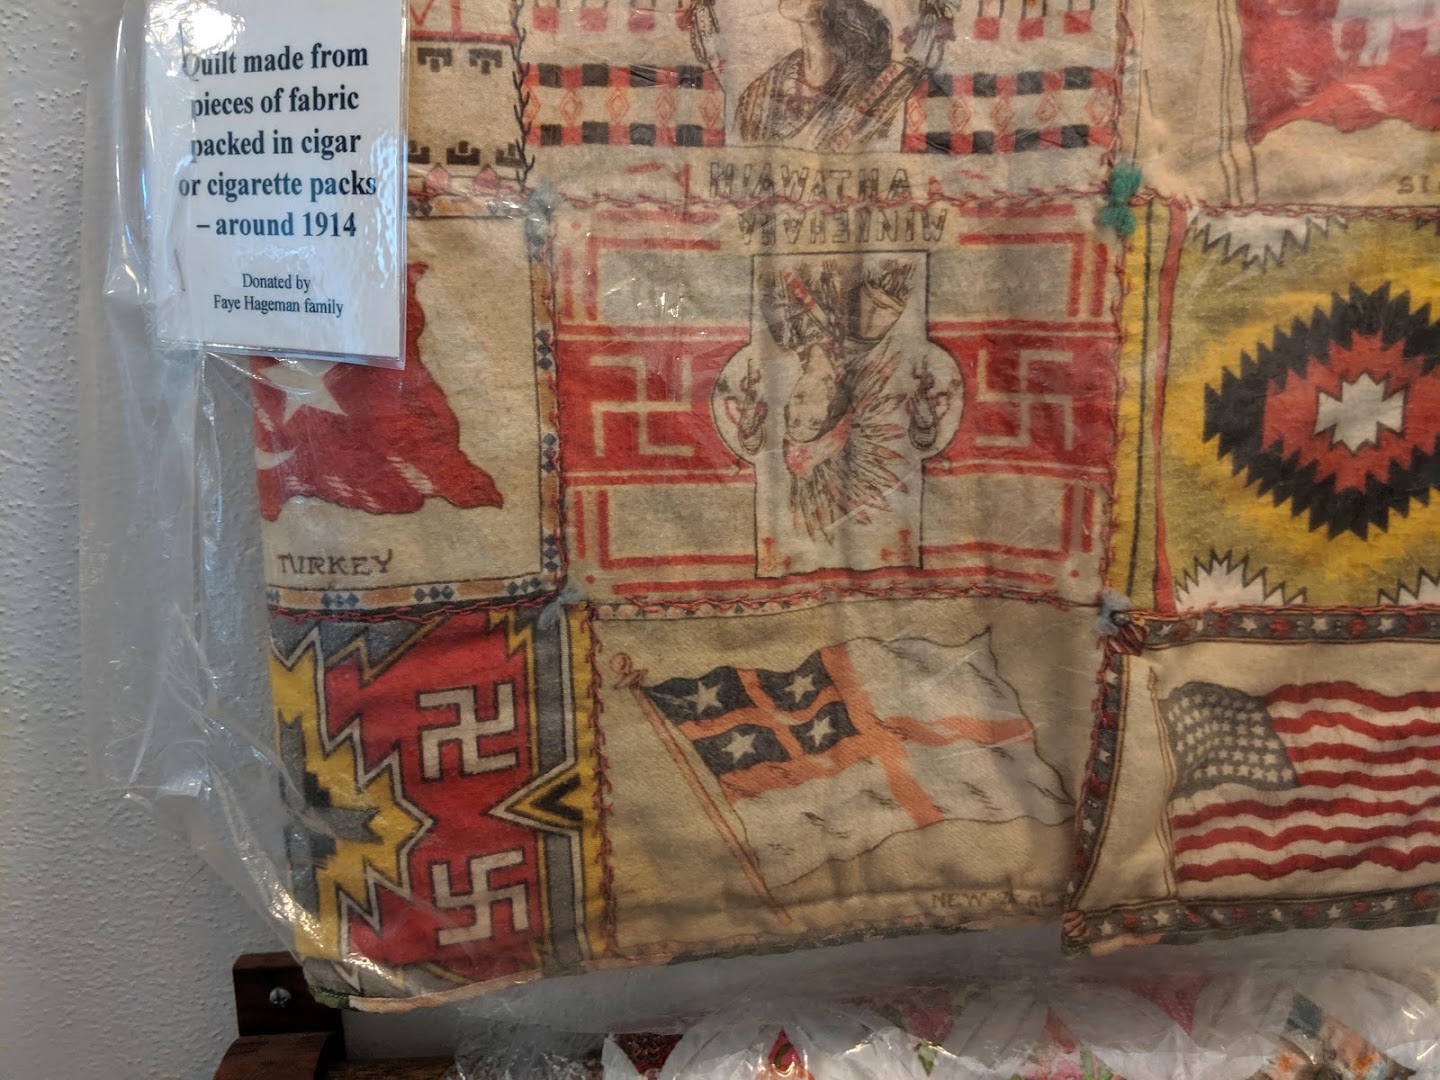 Quilt made from
pieces of fabric
packed in cigar
or cigarette packs
– around 1914
Donated by
Faye Hageman family
HIAWATHA
MINNEHAHA
TURKEY